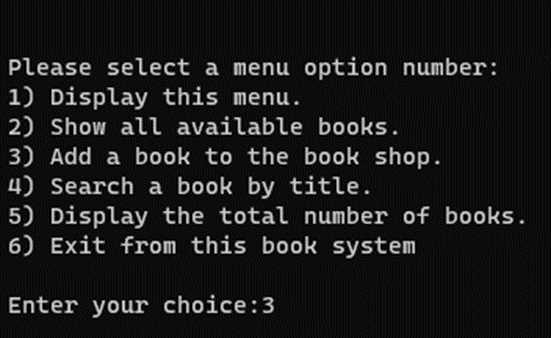 Please select a menu option number:
1) Display this menu.
2) Show all available books.
3) Add a book to the book shop.
4) Search a book by title.
5) Display the total number of books.
6) Exit from this book system
Enter your choice:3